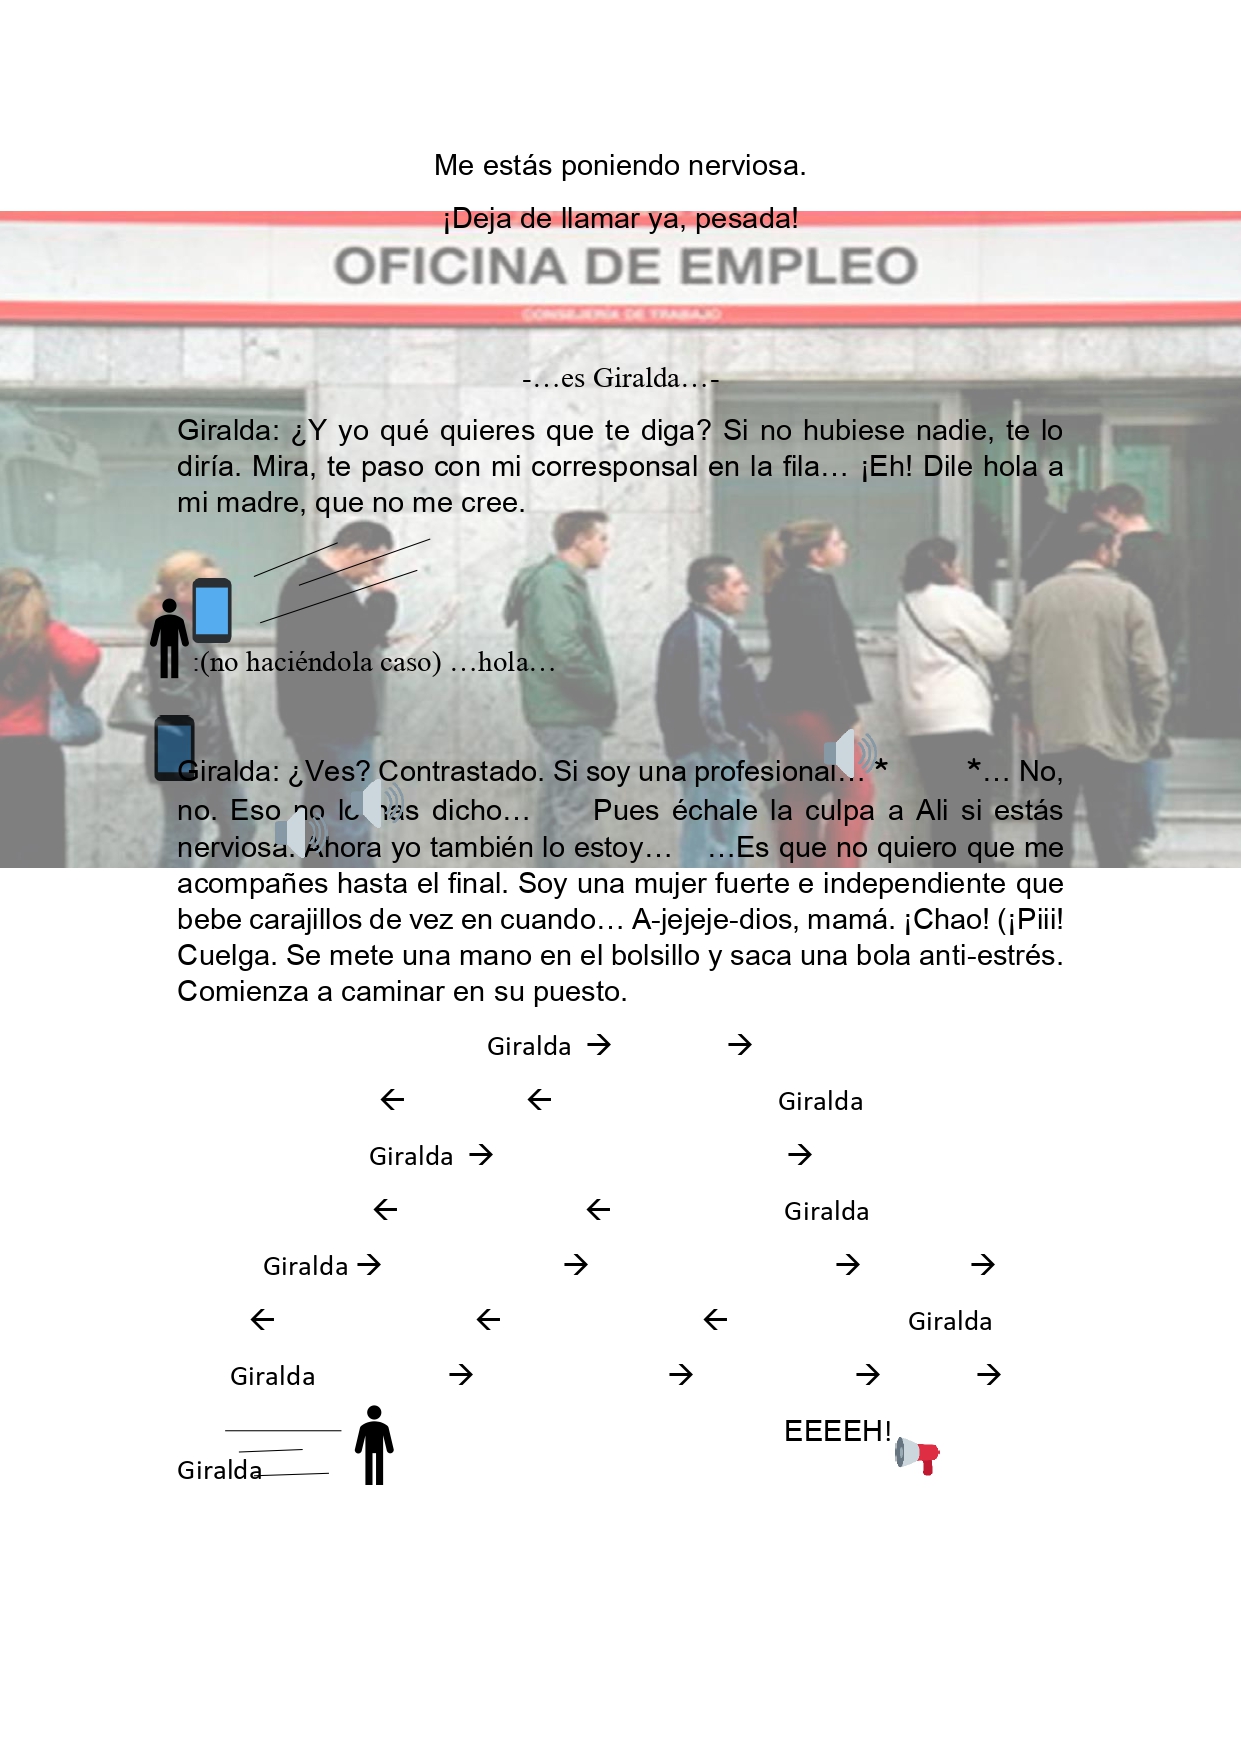 Me estás poniendo nerviosa.
¡Deja de llamar ya, pesada!
OFICINA DE EMPLEO
CONSEJERÍA DE TRABAJO
-…es Giralda…-
Giralda: ¿Y yo qué quieres que te diga? Si no hubiese nadie, te lo
diría. Mira, te paso con mi corresponsal en la fila… ¡Eh! Dile hola a
mi madre, que no me cree.
:(no haciéndola caso) …hola…
Giralda: ¿Ves? Contrastado. Si soy una profesional… * *… No,
no. Eso no lo has dicho… Pues échale la culpa a Ali si estás
nerviosa. Ahora yo también lo estoy… …Es que no quiero que me
acompañes hasta el final. Soy una mujer fuerte e independiente que
bebe carajillos de vez en cuando… A-jejeje-dios, mamá. ¡Chao! (¡Piii!
Cuelga. Se mete una mano en el bolsillo y saca una bola anti-estrés.
Comienza a caminar en su puesto.
Giralda → →
← ← Giralda
Giralda → →
← ← Giralda
Giralda → → → →
← ← ← Giralda
Giralda → → → →
EEEEH!
Giralda